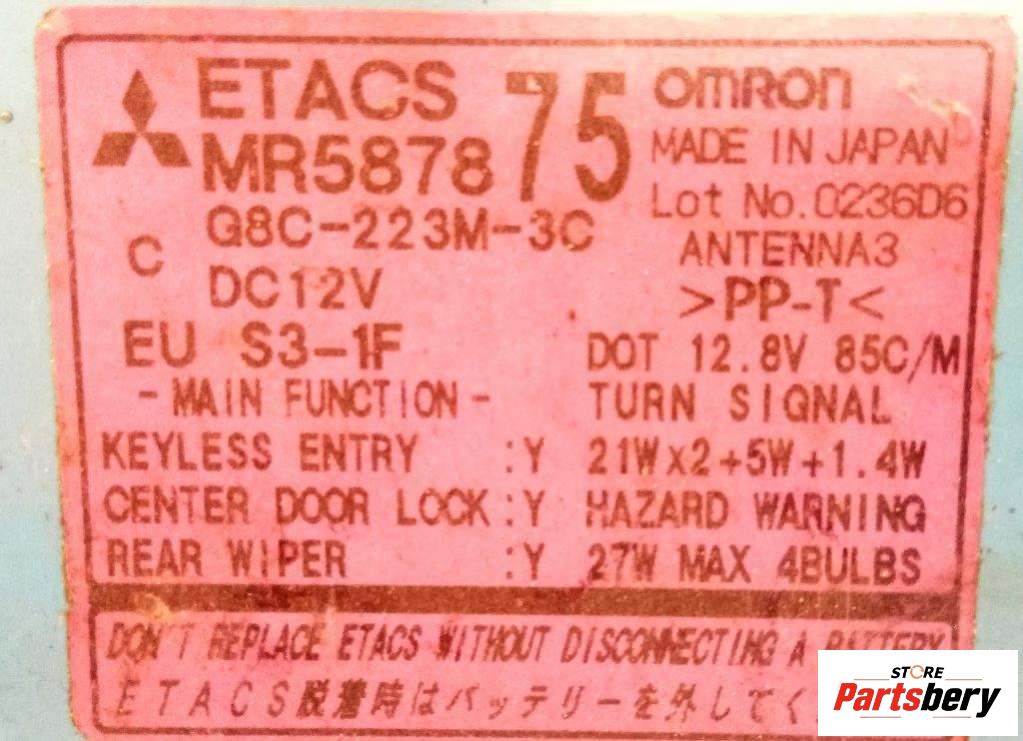 ETACS 75 OMRON
MR5878 MADE IN JAPAN
G8C-223M-3C Lot No.0236D6
C ANTENNA3
DC12V >PP-T<
EU S3-1F DOT 12.8V 85C/M
-MAIN FUNCTION- TURN SIGNAL
KEYLESS ENTRY :Y 21W×2+5W+1.4W
CENTER DOOR LOCK:Y HAZARD WARNING
REAR WIPER :Y 27W MAX 4BULBS
DON'T REPLACE ETACS WITHOUT DISCONNECTING A BATTERY
ETACS脱着時はバッテリーを外してく
STORE
Partsbery